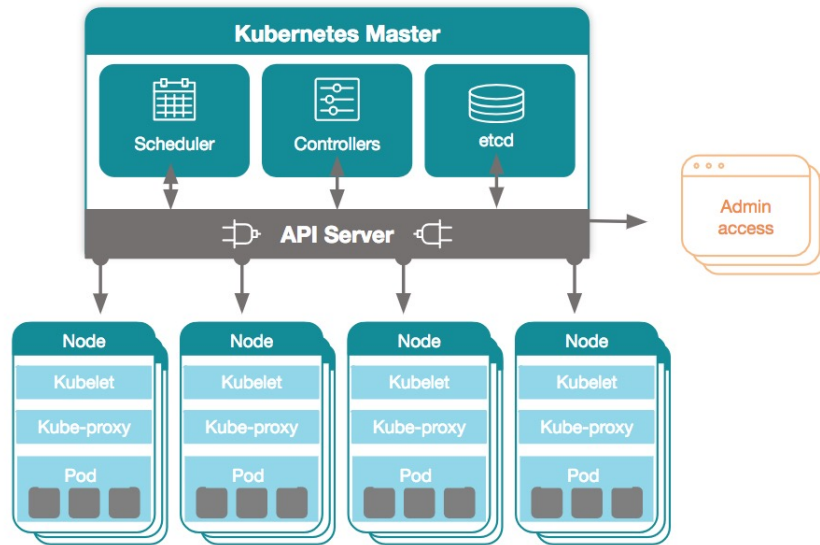 Kubernetes Master
Scheduler
Controllers
etcd
API Server
Admin
access
Node
Kubelet
Kube-proxy
Pod
Node
Kubelet
Kube-proxy
Pod
Node
Kubelet
Kube-proxy
Pod
Node
Kubelet
Kube-proxy
Pod